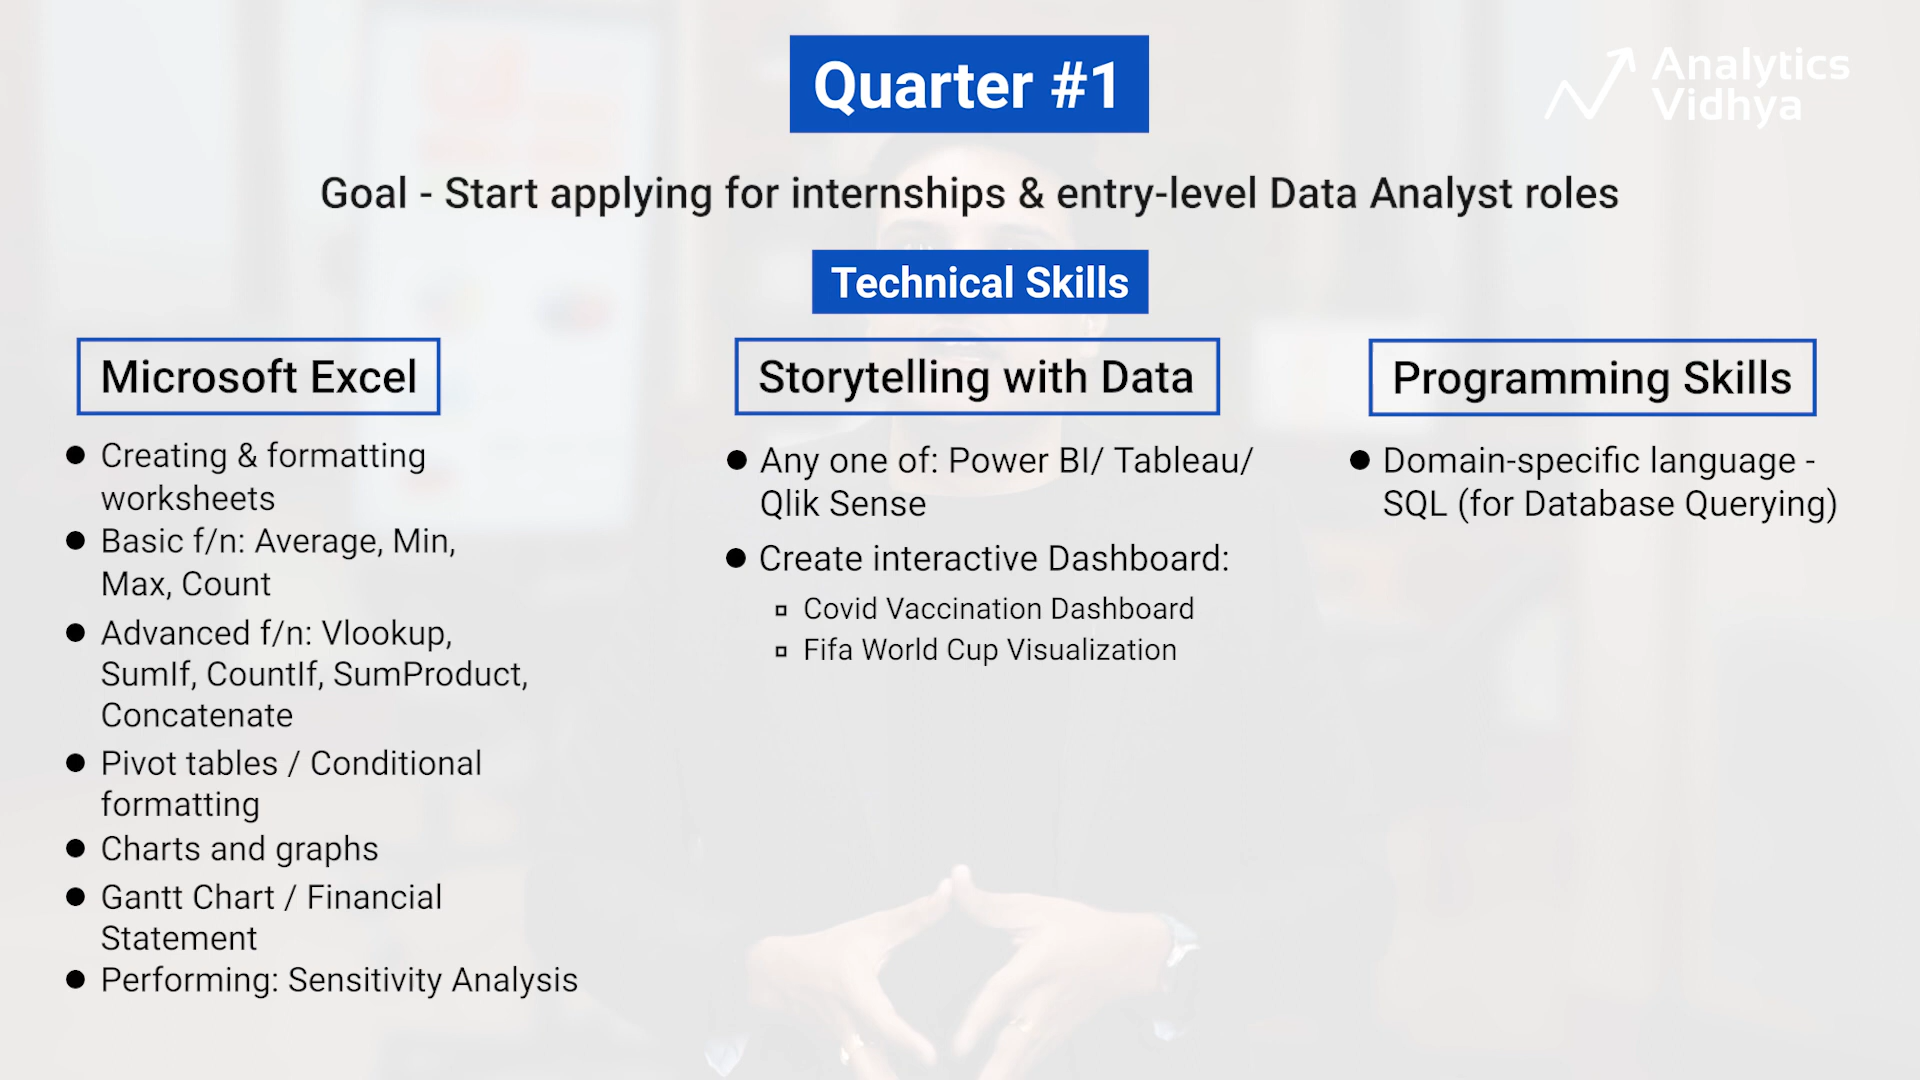 Quarter #1
Analytics
Vidhya
Goal - Start applying for internships & entry-level Data Analyst roles
Technical Skills
Microsoft Excel
● Creating & formatting
worksheets
● Basic f/n: Average, Min,
Max, Count
● Advanced f/n: Vlookup,
SumIf, CountIf, SumProduct,
Concatenate
● Pivot tables / Conditional
formatting
● Charts and graphs
● Gantt Chart / Financial
Statement
● Performing: Sensitivity Analysis
Storytelling with Data
● Any one of: Power BI/ Tableau/
Qlik Sense
● Create interactive Dashboard:
▫ Covid Vaccination Dashboard
▫ Fifa World Cup Visualization
Programming Skills
● Domain-specific language -
SQL (for Database Querying)